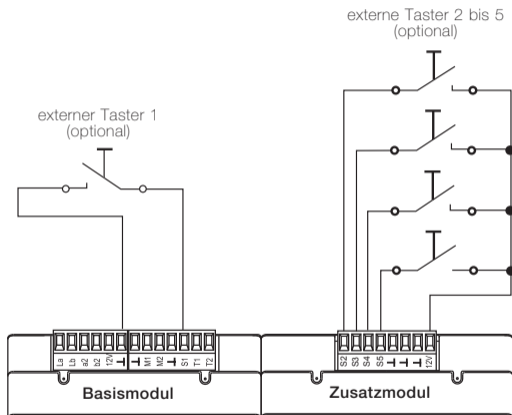 externe Taster 2 bis 5
(optional)
externer Taster 1
(optional)
La Lb a2 b2 12V ⊥ ⊥ M1 M2 ⊥ S1 T1 T2
S2 S3 S4 S5 ⊥ ⊥ ⊥ 12V
Basismodul
Zusatzmodul